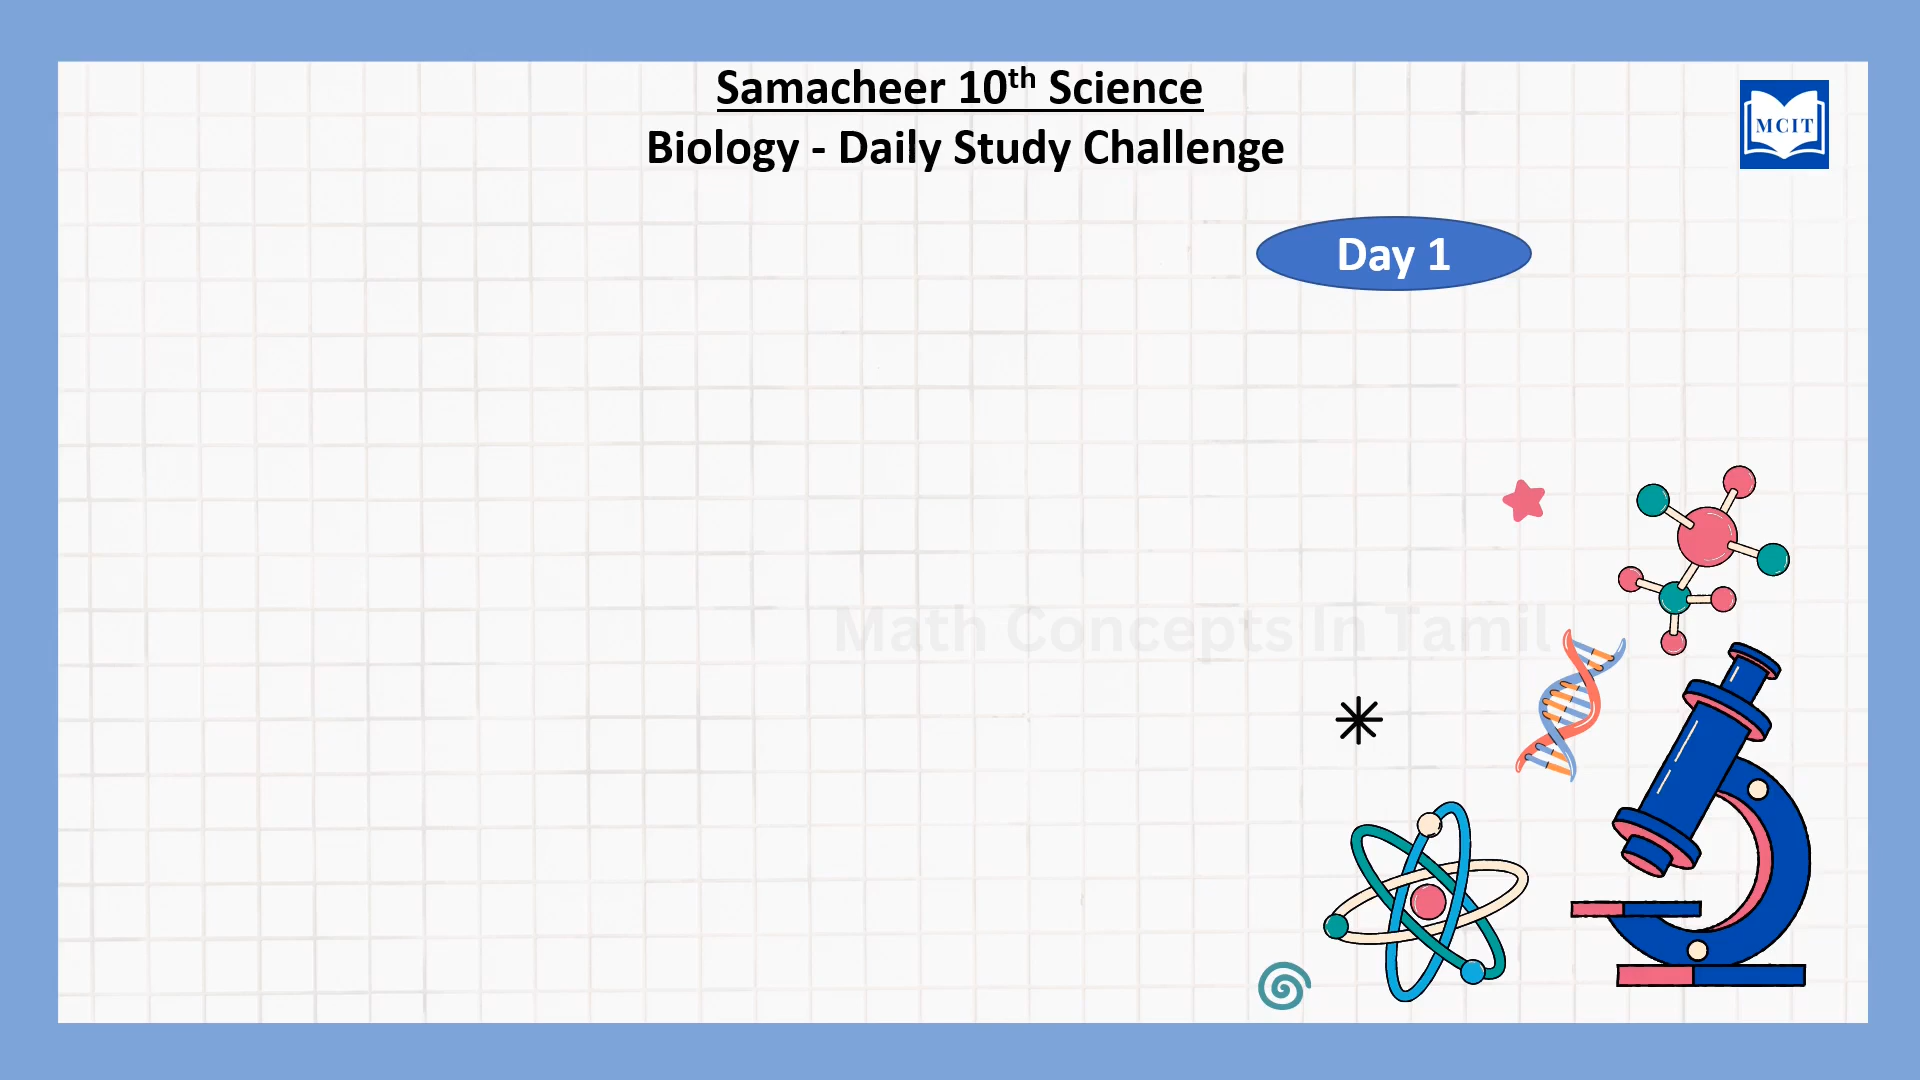 Samacheer 10th Science
Biology - Daily Study Challenge
MCIT
Day 1
Math Concepts In Tamil